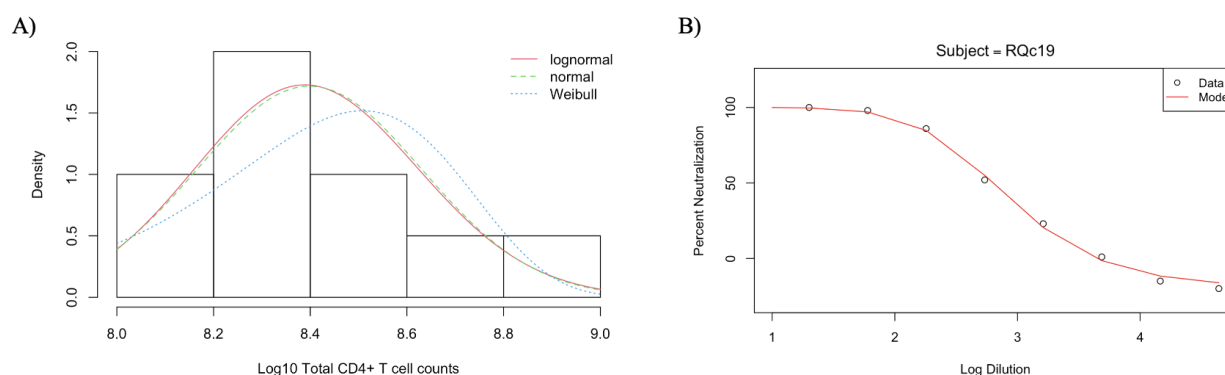 A)
lognormal
normal
Weibull
Density
0.0 0.5 1.0 1.5 2.0
8.0 8.2 8.4 8.6 8.8 9.0
Log10 Total CD4+ T cell counts
B)
Subject = RQc19
Data
Mode
Percent Neutralization
0 50 100
1 2 3 4
Log Dilution